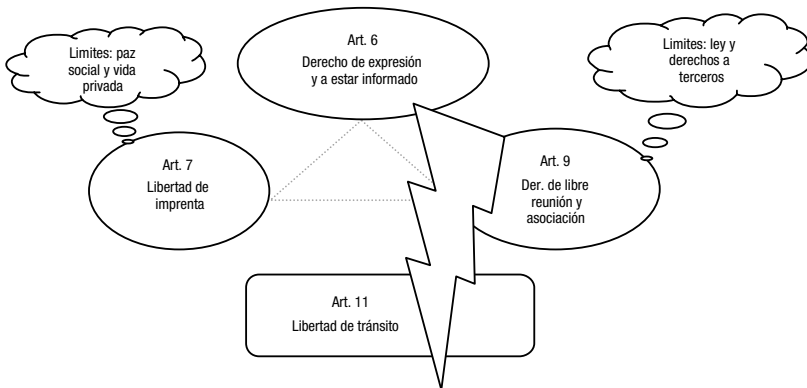 Limites: paz
social y vida
privada
Art. 6
Derecho de expresión
y a estar informado
Limites: ley y
derechos a
terceros
Art. 7
Libertad de
imprenta
Art. 9
Der. de libre
reunión y
asociación
Art. 11
Libertad de tránsito